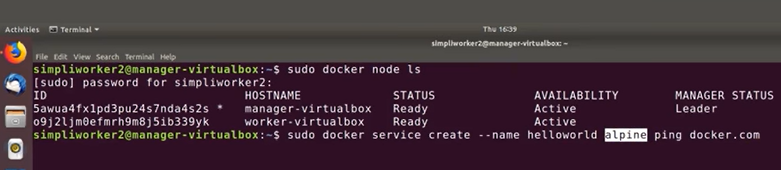 Activities Terminal Thu 16:39
simpliworker2@manager-virtualbox: ~
File Edit View Search Terminal Help
simpliworker2@manager-virtualbox:~$ sudo docker node ls
[sudo] password for simpliworker2:
ID HOSTNAME STATUS AVAILABILITY MANAGER STATUS
5awua4fx1pd3pu24s7nda4s2s * manager-virtualbox Ready Active Leader
o9j2ljm0efmrh9m8j5ib339yk worker-virtualbox Ready Active
simpliworker2@manager-virtualbox:~$ sudo docker service create --name helloworld alpine ping docker.com